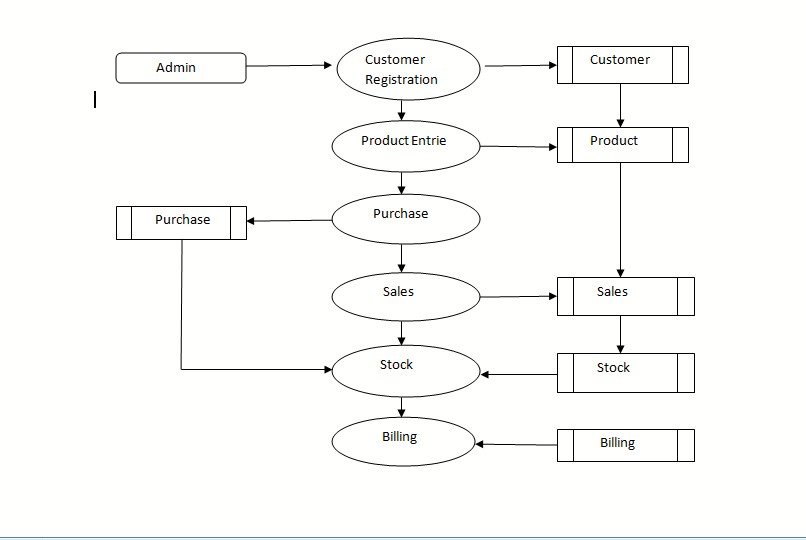 Admin
Customer
Registration
Customer
Product Entrie
Product
Purchase
Purchase
Sales
Sales
Stock
Stock
Billing
Billing